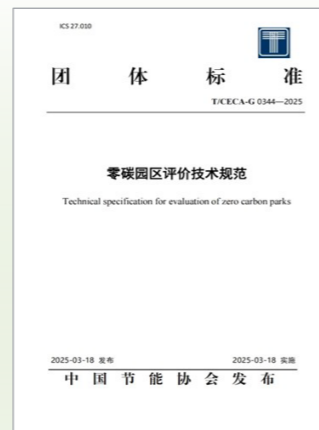 ICS 27.010
团体标准
T/CECA-G 0344—2025
零碳园区评价技术规范
Technical specification for evaluation of zero carbon parks
2025-03-18 发布 2025-03-18 实施
中国节能协会发布